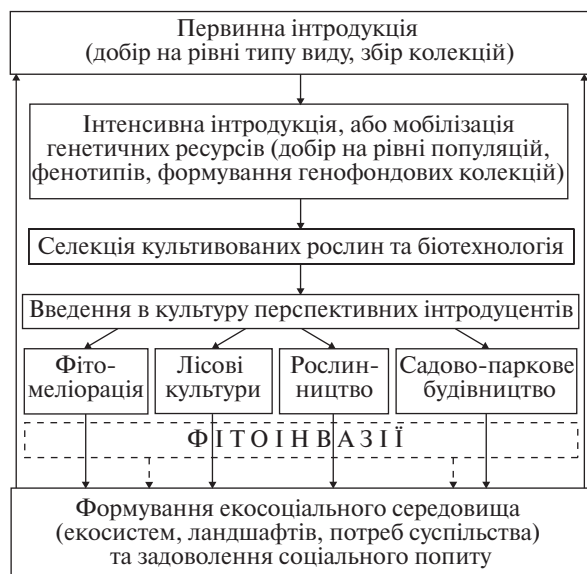 Первинна інтродукція
(добір на рівні типу виду, збір колекцій)
Інтенсивна інтродукція, або мобілізація
генетичних ресурсів (добір на рівні популяцій,
фенотипів, формування генофондових колекцій)
Селекція культивованих рослин та біотехнологія
Введення в культуру перспективних інтродуцентів
Фіто-
меліорація
Лісові
культури
Рослин-
ництво
Садово-паркове
будівництво
ФІТОІНВАЗІЇ
Формування екосоціального середовища
(екосистем, ландшафтів, потреб суспільства)
та задоволення соціального попиту